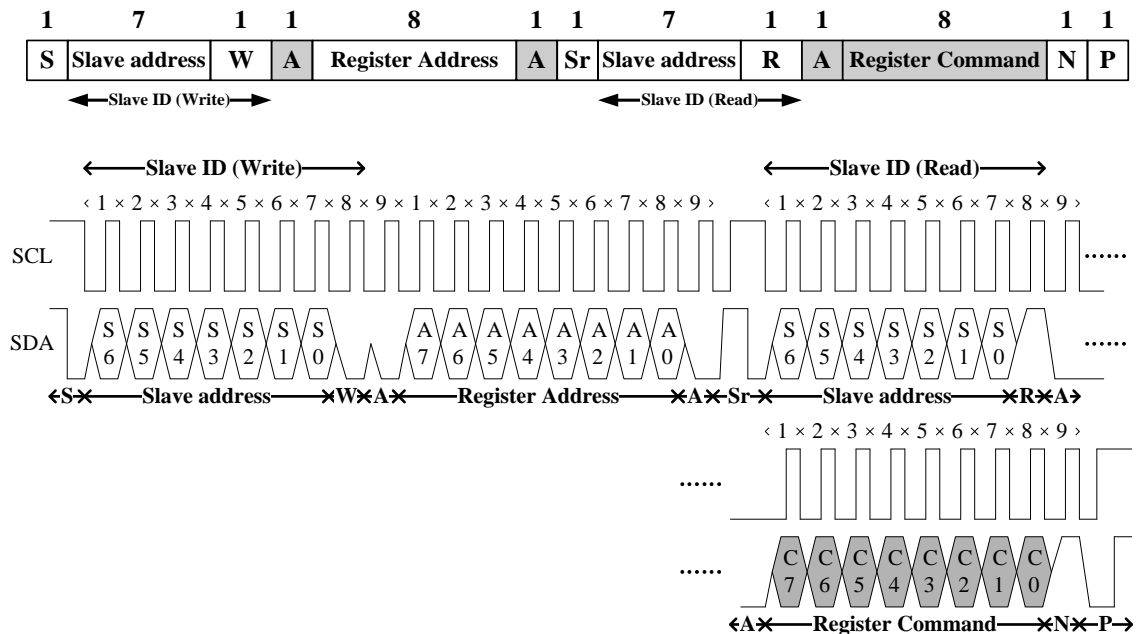 1 7 1 1 8 1 1 7 1 1 8 1 1
S Slave address W A Register Address A Sr Slave address R A Register Command N P
Slave ID (Write) Slave ID (Read)
Slave ID (Write) Slave ID (Read)
‹ 1 × 2 × 3 × 4 × 5 × 6 × 7 × 8 × 9 × 1 × 2 × 3 × 4 × 5 × 6 × 7 × 8 × 9 › ‹ 1 × 2 × 3 × 4 × 5 × 6 × 7 × 8 × 9 ›
SCL ......
SDA S6 S5 S4 S3 S2 S1 S0 A7 A6 A5 A4 A3 A2 A1 A0 S6 S5 S4 S3 S2 S1 S0 ......
S Slave address W A Register Address A Sr Slave address R A
‹ 1 × 2 × 3 × 4 × 5 × 6 × 7 × 8 × 9 ›
......
...... C7 C6 C5 C4 C3 C2 C1 C0
A Register Command N P